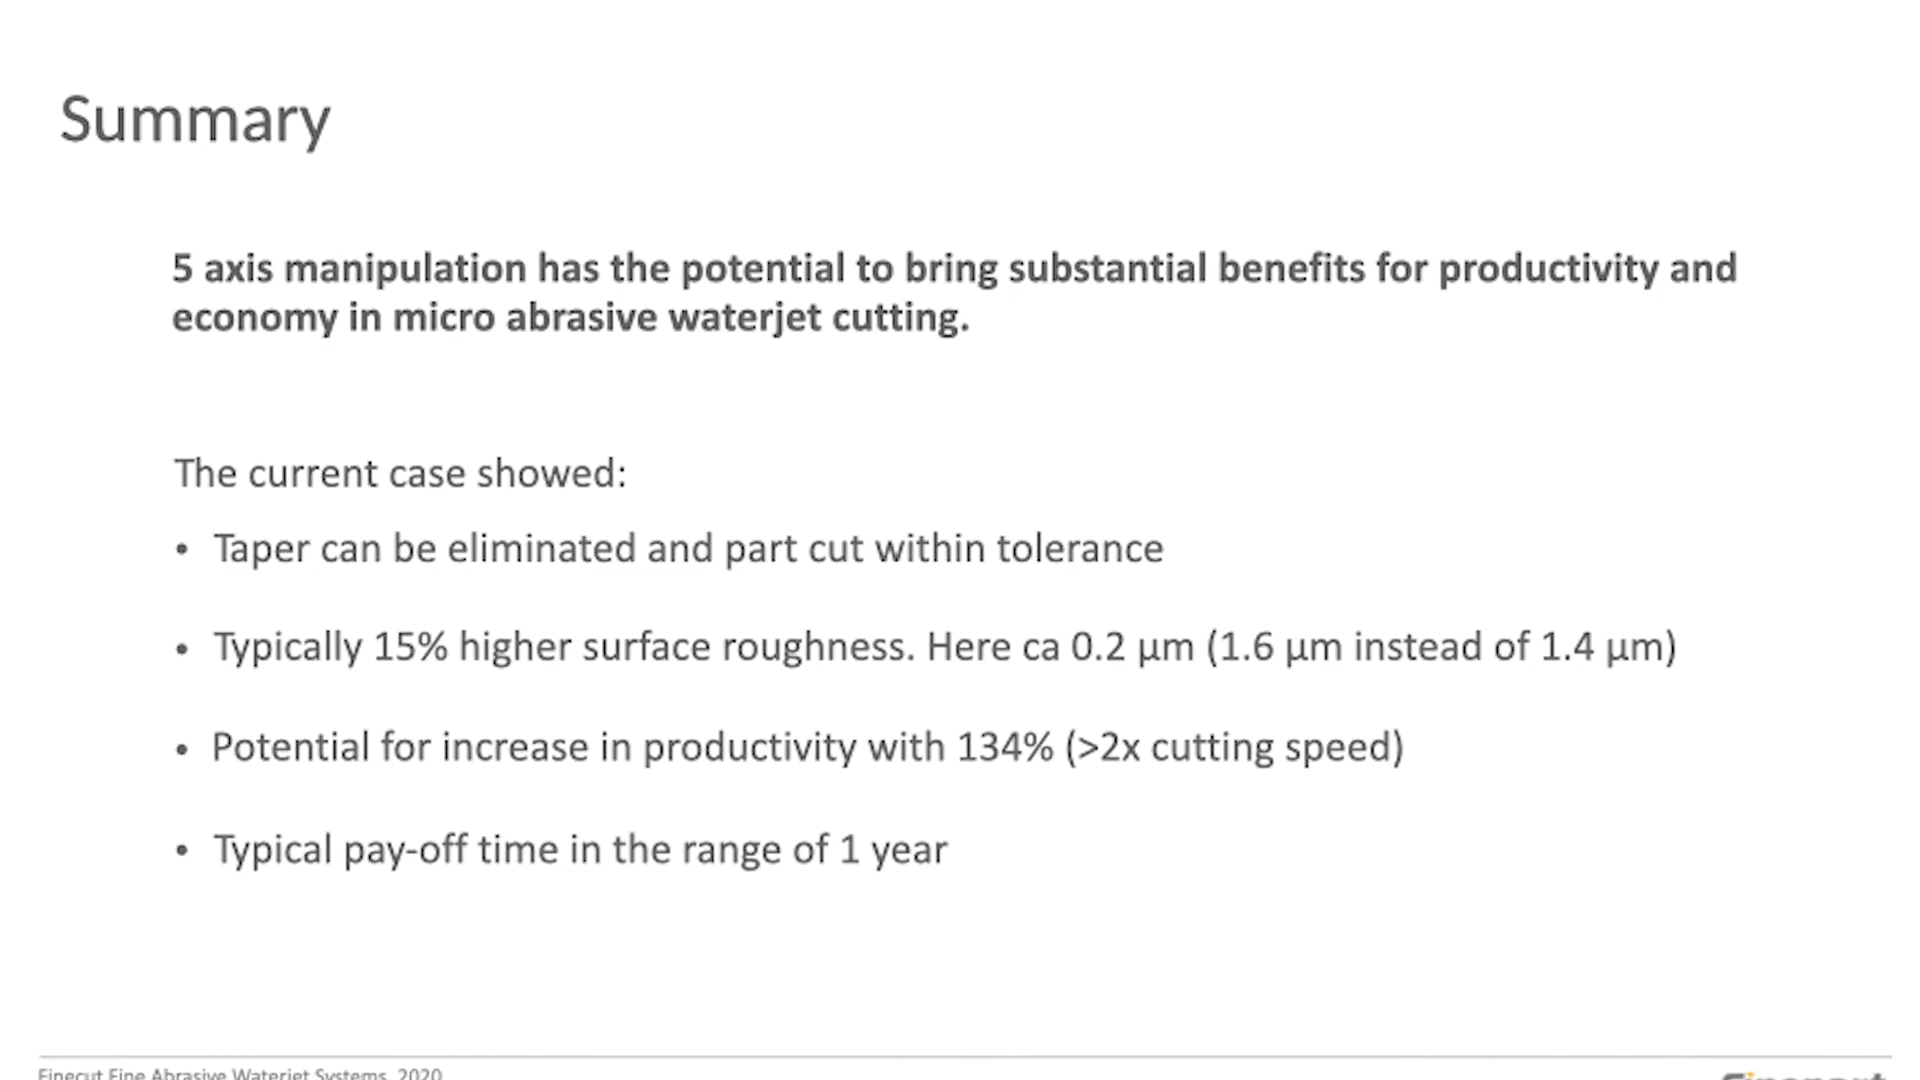 Summary
5 axis manipulation has the potential to bring substantial benefits for productivity and
economy in micro abrasive waterjet cutting.
The current case showed:
• Taper can be eliminated and part cut within tolerance
• Typically 15% higher surface roughness. Here ca 0.2 µm (1.6 µm instead of 1.4 µm)
• Potential for increase in productivity with 134% (>2x cutting speed)
• Typical pay-off time in the range of 1 year
Finecut Fine Abrasive Waterjet Systems, 2020
Finepart